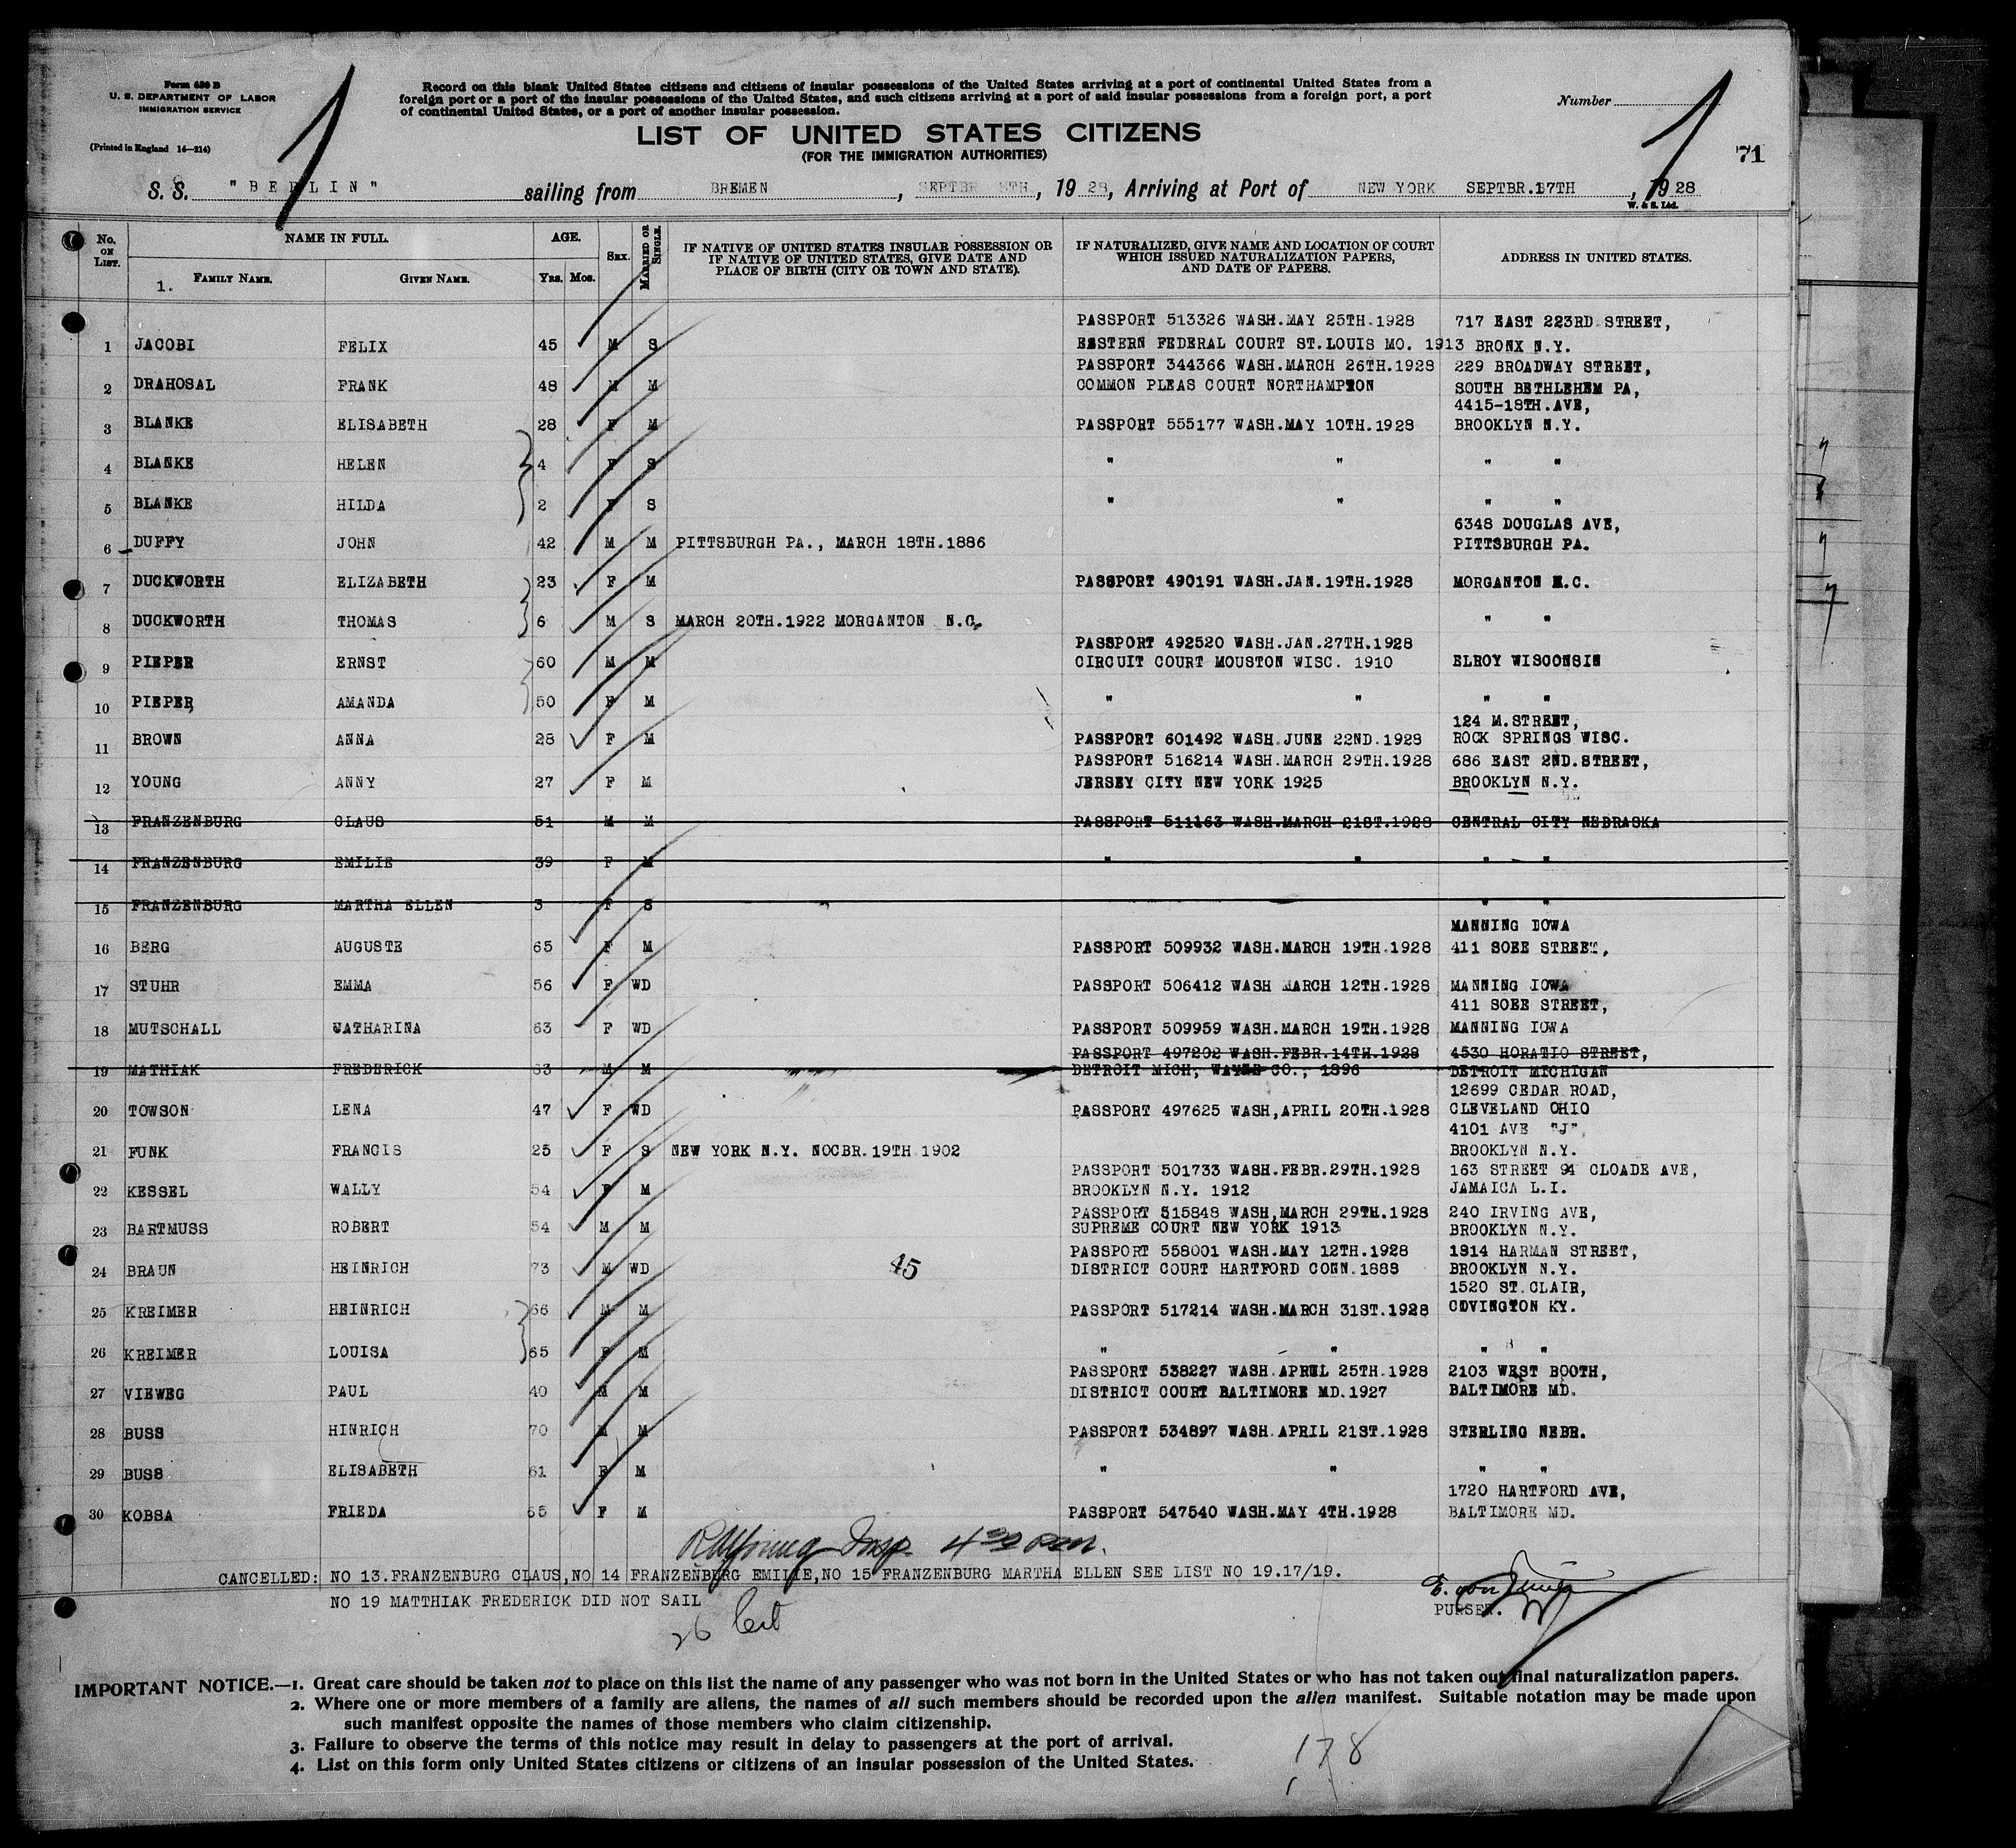 Form 630 B
U. S. DEPARTMENT OF LABOR
IMMIGRATION SERVICE
(Printed in England 14—214)
Record on this blank United States citizens and citizens of insular possessions of the United States arriving at a port of continental United States from a
foreign port or a port of the insular possessions of the United States, and such citizens arriving at a port of said insular possessions from a foreign port, a port
of continental United States, or a port of another insular possession.
Number
1
1
LIST OF UNITED STATES CITIZENS
(FOR THE IMMIGRATION AUTHORITIES)
71
S. S. "BERLIN" sailing from BREMEN, SEPTBR 8TH, 1928, Arriving at Port of NEW YORK SEPTBR.17TH, 1928
W. & S. Ltd.
No. ON LIST. NAME IN FULL. AGE. SEX. MARRIED OR SINGLE. IF NATIVE OF UNITED STATES INSULAR POSSESSION OR IF NATIVE OF UNITED STATES, GIVE DATE AND PLACE OF BIRTH (CITY OR TOWN AND STATE). IF NATURALIZED, GIVE NAME AND LOCATION OF COURT WHICH ISSUED NATURALIZATION PAPERS, AND DATE OF PAPERS. ADDRESS IN UNITED STATES.
1. FAMILY NAME. GIVEN NAME. Yrs. Mos.
PASSPORT 513326 WASH.MAY 25TH.1928 717 EAST 223RD STREET,
1 JACOBI FELIX 45 M S EASTERN FEDERAL COURT ST.LOUIS MO. 1913 BRONX N.Y.
PASSPORT 344366 WASH.MARCH 26TH.1928 229 BROADWAY STREET,
2 DRAHOSAL FRANK 48 M M COMMON PLEAS COURT NORTHAMPTON SOUTH BETHLEHEM PA,
4415-18TH.AVE,
3 BLANKE ELISABETH 28 F M PASSPORT 555177 WASH.MAY 10TH.1928 BROOKLYN N.Y.
4 BLANKE HELEN 4 F S " " " "
5 BLANKE HILDA 2 F S " " " "
6348 DOUGLAS AVE,
6 DUFFY JOHN 42 M M PITTSBURGH PA., MARCH 18TH.1886 PITTSBURGH PA.
7 DUCKWORTH ELIZABETH 23 F M PASSPORT 490191 WASH.JAN.19TH.1928 MORGANTON N.C.
8 DUCKWORTH THOMAS 6 M S MARCH 20TH.1922 MORGANTON N.C. " "
PASSPORT 492520 WASH.JAN.27TH.1928
9 PIEPER ERNST 60 M M CIRCUIT COURT MOUSTON WISC. 1910 ELROY WISCONSIN
10 PIEPER AMANDA 50 F M " " " "
124 M.STREET,
11 BROWN ANNA 28 F M PASSPORT 601492 WASH.JUNE 22ND.1928 ROCK SPRINGS WISC.
PASSPORT 516214 WASH.MARCH 29TH.1928 686 EAST 2ND.STREET,
12 YOUNG ANNY 27 F M JERSEY CITY NEW YORK 1925 BROOKLYN N.Y.
13 FRANZENBURG CLAUS 51 M M PASSPORT 511163 WASH.MARCH 21ST.1928 CENTRAL CITY NEBRASKA
14 FRANZENBURG EMILIE 39 F M " " " "
15 FRANZENBURG MARTHA ELLEN 3 F S " "
MANNING IOWA
16 BERG AUGUSTE 65 F M PASSPORT 509932 WASH.MARCH 19TH.1928 411 SOEE STREET,
17 STUHR EMMA 56 F WD PASSPORT 506412 WASH MARCH 12TH.1928 MANNING IOWA
411 SOEE STREET,
18 MUTSCHALL CATHARINA 63 F WD PASSPORT 509959 WASH.MARCH 19TH.1928 MANNING IOWA
PASSPORT 497202 WASH.FEBR.14TH.1928 4530 HORATIO STREET,
19 MATHIAK FREDERICK 63 M M DETROIT MICH, WAYNE CO., 1896 DETROIT MICHIGAN
12699 CEDAR ROAD,
20 TOWSON LENA 47 F WD PASSPORT 497625 WASH,APRIL 20TH.1928 CLEVELAND OHIO
4101 AVE "J",
21 FUNK FRANCIS 25 F S NEW YORK N.Y. NOCBR.19TH 1902 BROOKLYN N.Y.
PASSPORT 501733 WASH.FEBR.29TH.1928 163 STREET 94 CLOADE AVE,
22 KESSEL WALLY 54 F M BROOKLYN N.Y. 1912 JAMAICA L.I.
PASSPORT 515848 WASH,MARCH 29TH.1928 240 IRVING AVE,
23 BARTMUSS ROBERT 54 M M SUPREME COURT NEW YORK 1913 BROOKLYN N.Y.
PASSPORT 558001 WASH.MAY 12TH.1928 1814 HARMAN STREET,
24 BRAUN HEINRICH 73 M WD 45 DISTRICT COURT HARTFORD CONN.1888 BROOKLYN N.Y.
1520 ST.CLAIR,
25 KREIMER HEINRICH 66 M M PASSPORT 517214 WASH.MARCH 31ST.1928 COVINGTON KY.
26 KREIMER LOUISA 65 F M " " " "
PASSPORT 538227 WASH APRIL 25TH.1928 2103 WEST BOOTH,
27 VIEWEG PAUL 40 M M DISTRICT COURT BALTIMORE MD.1927 BALTIMORE MD.
28 BUSS HINRICH 70 M M PASSPORT 534897 WASH.APRIL 21ST.1928 STERLING NEBR.
29 BUSS ELISABETH 61 F M " " " "
1720 HARTFORD AVE,
30 KOBSA FRIEDA 65 F M PASSPORT 547540 WASH.MAY 4TH.1928 BALTIMORE MD.
Insp. 4
CANCELLED: NO 13.FRANZENBURG CLAUS,NO 14 FRANZENBURG EMILIE,NO 15 FRANZENBURG MARTHA ELLEN SEE LIST NO 19.17/19.
NO 19 MATTHIAK FREDERICK DID NOT SAIL
PURSER.
26
IMPORTANT NOTICE.—1. Great care should be taken not to place on this list the name of any passenger who was not born in the United States or who has not taken out final naturalization papers.
2. Where one or more members of a family are aliens, the names of all such members should be recorded upon the alien manifest. Suitable notation may be made upon
such manifest opposite the names of those members who claim citizenship.
3. Failure to observe the terms of this notice may result in delay to passengers at the port of arrival.
4. List on this form only United States citizens or citizens of an insular possession of the United States.
178